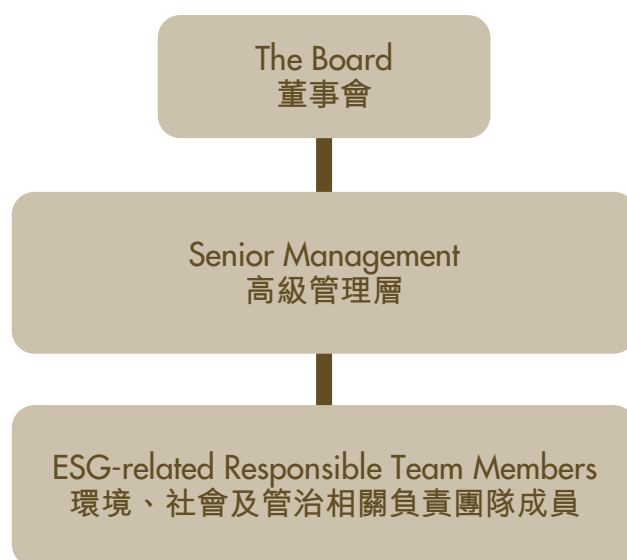 The Board
董事會
Senior Management
高級管理層
ESG-related Responsible Team Members
環境、社會及管治相關負責團隊成員